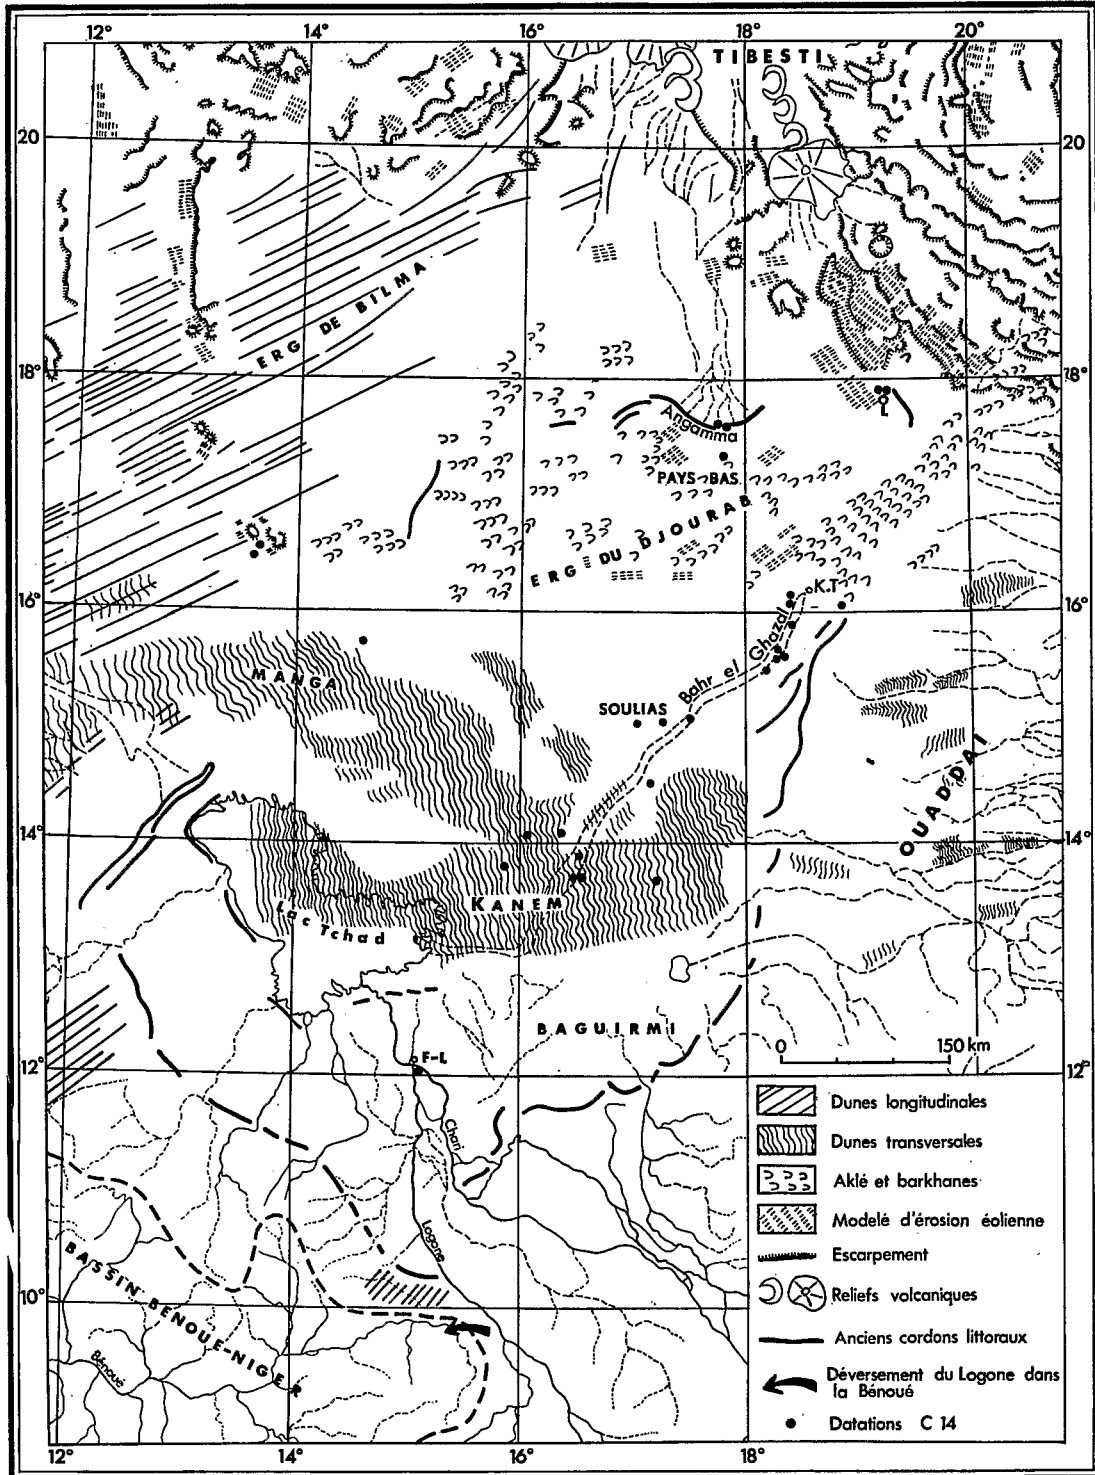 12° 14° 16° 18° 20°
TIBESTI
20° 20°
ERG DE BILMA
18° 18°
L
Angamma
PAYS-BAS
ERG DU DJOURAB
K.T
16° 16°
Bahr el Ghazal
MANGA
SOULIAS
OUADDAI
14° 14°
KANEM
Lac Tchad
BAGUIRMI
0 150 km
F-L
12° 12°
Chari
Logone
BASSIN BENOUE-NIGER
10°
Bénoué
Dunes longitudinales
Dunes transversales
Aklé et barkhanes
Modelé d'érosion éolienne
Escarpement
Reliefs volcaniques
Anciens cordons littoraux
Déversement du Logone dans
la Bénoué
Datations C 14
12° 14° 16° 18°